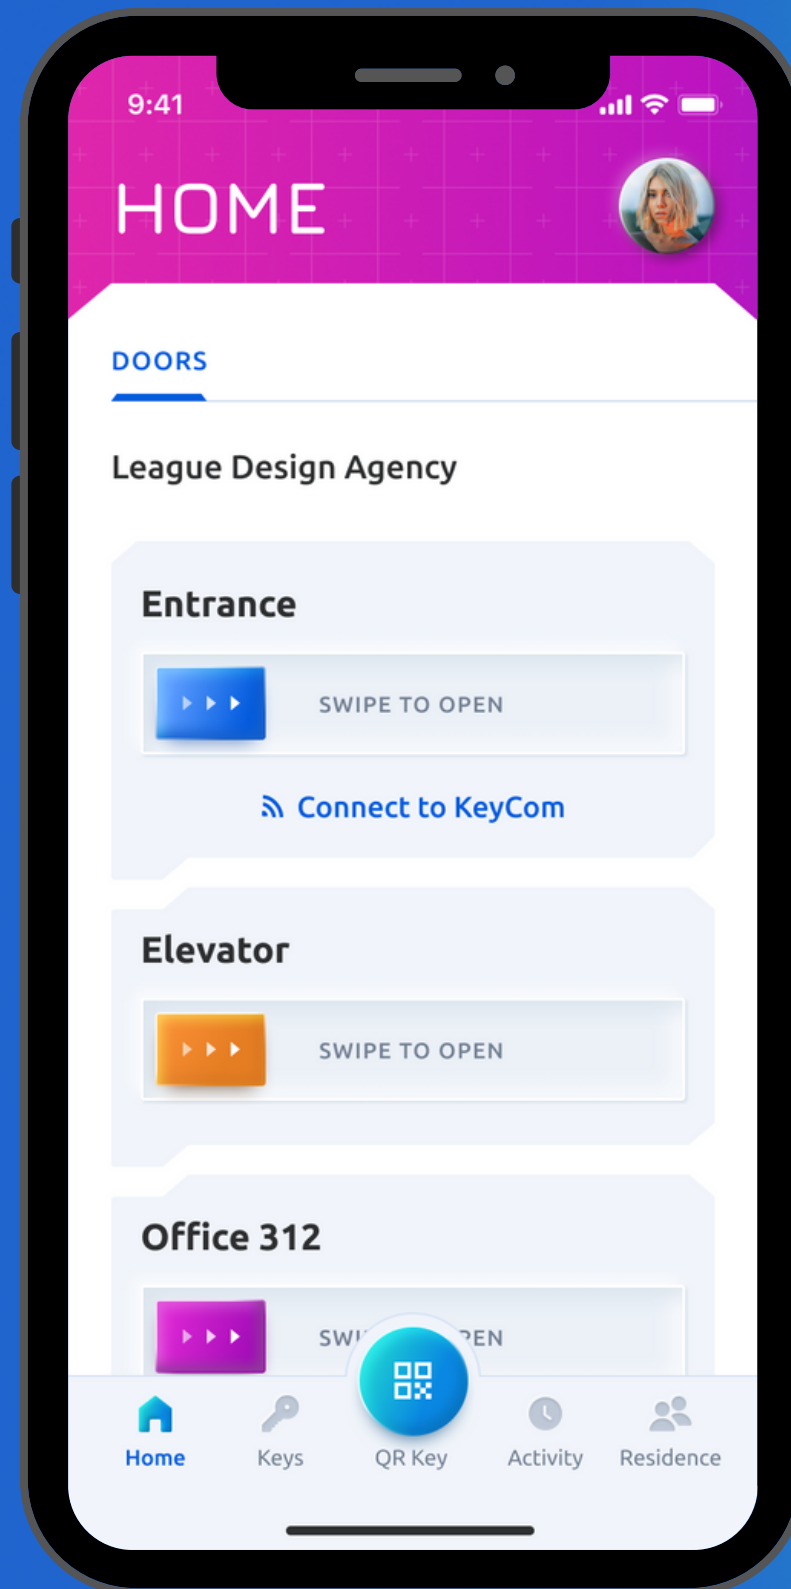 9:41
HOME
DOORS
League Design Agency
Entrance
SWIPE TO OPEN
Connect to KeyCom
Elevator
SWIPE TO OPEN
Office 312
Home
Keys
QR Key
Activity
Residence